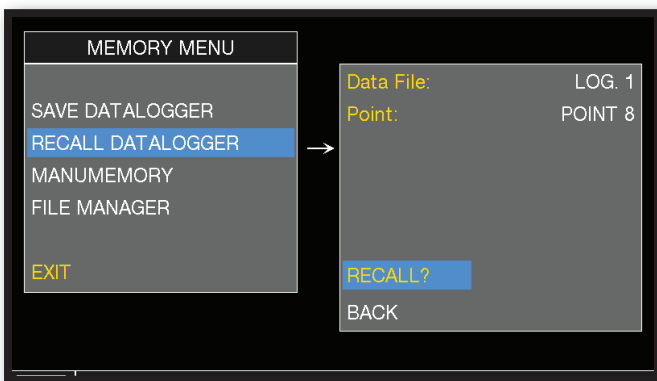 MEMORY MENU
SAVE DATALOGGER
RECALL DATALOGGER
MANUMEMORY
FILE MANAGER
EXIT
→
Data File: LOG. 1
Point: POINT 8
RECALL?
BACK